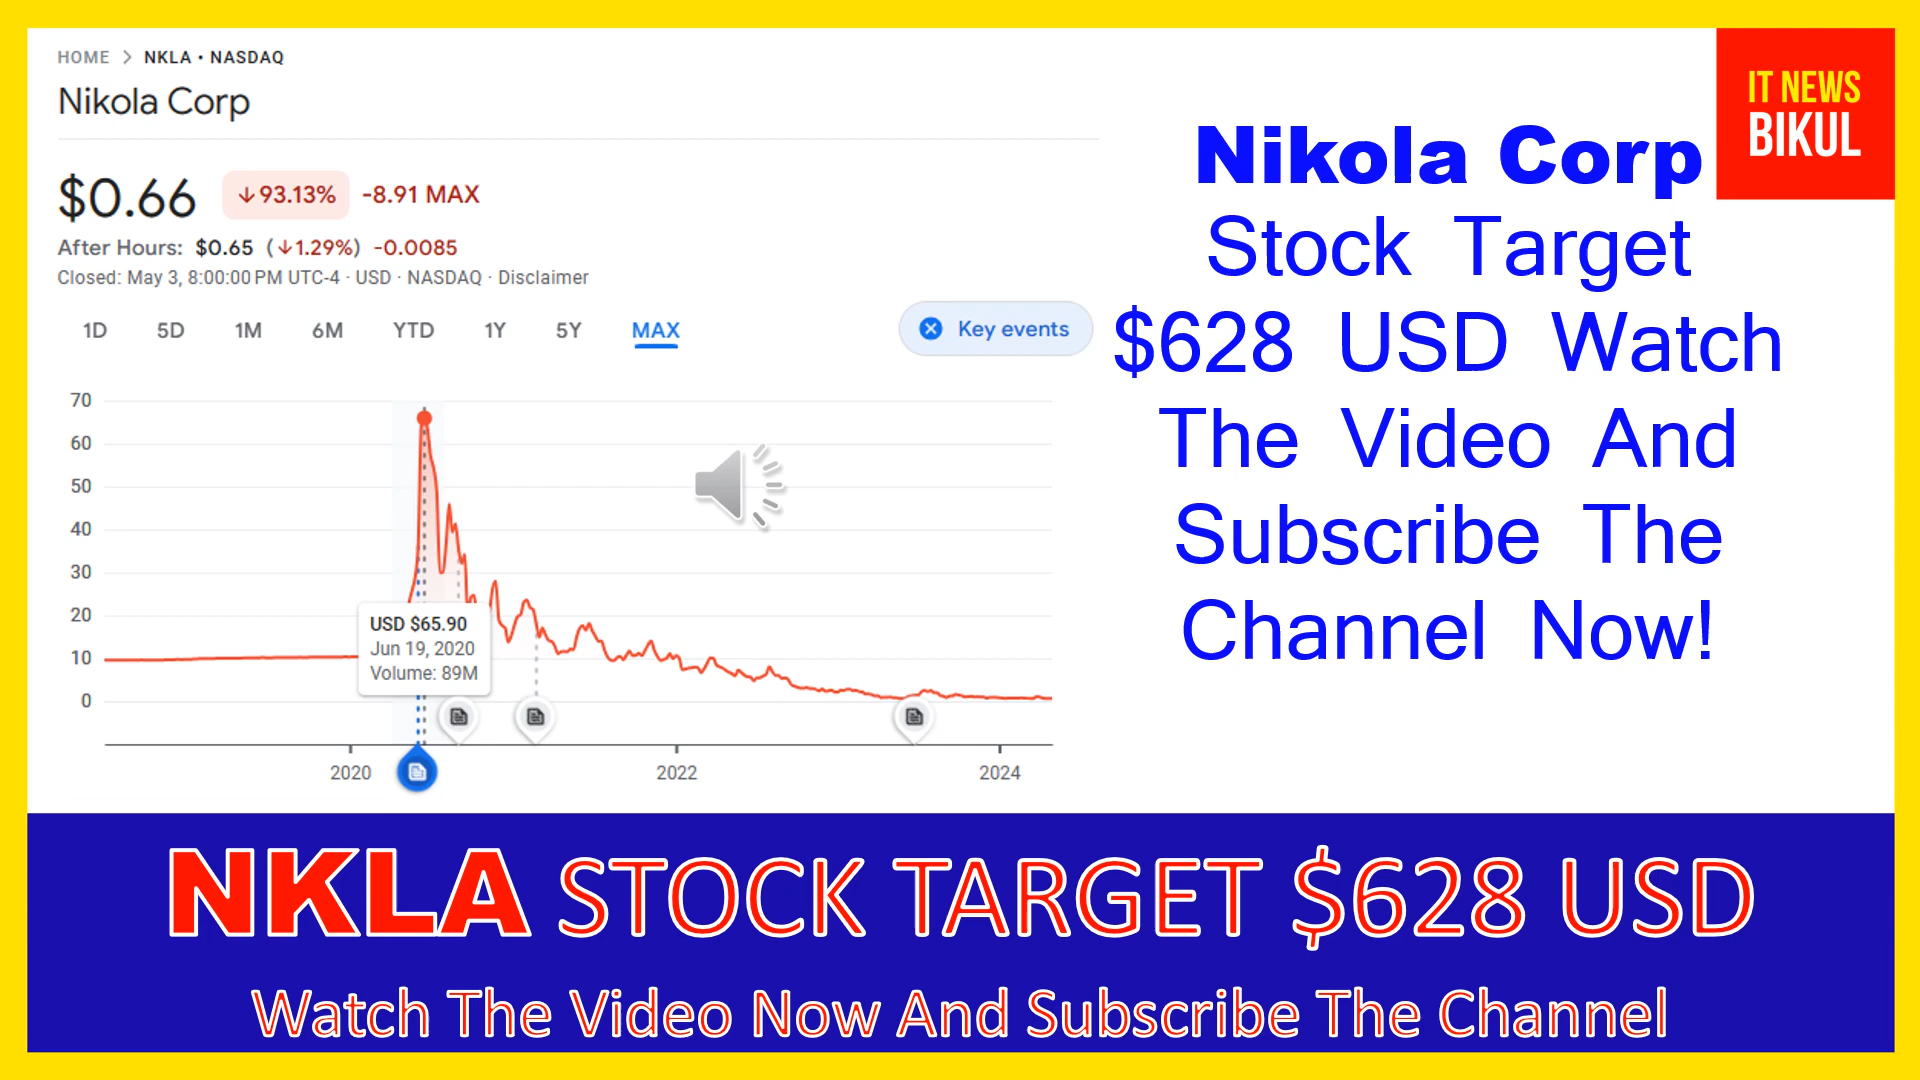 HOME > NKLA • NASDAQ
Nikola Corp
$0.66 ↓93.13% -8.91 MAX
After Hours: $0.65 (↓1.29%) -0.0085
Closed: May 3, 8:00:00 PM UTC-4 · USD · NASDAQ · Disclaimer
1D 5D 1M 6M YTD 1Y 5Y MAX
Key events
70
60
50
40
30
20
10
0
USD $65.90
Jun 19, 2020
Volume: 89M
2020 2022 2024
IT NEWS
BIKUL
Nikola Corp
Stock Target
$628 USD Watch
The Video And
Subscribe The
Channel Now!
NKLA STOCK TARGET $628 USD
Watch The Video Now And Subscribe The Channel